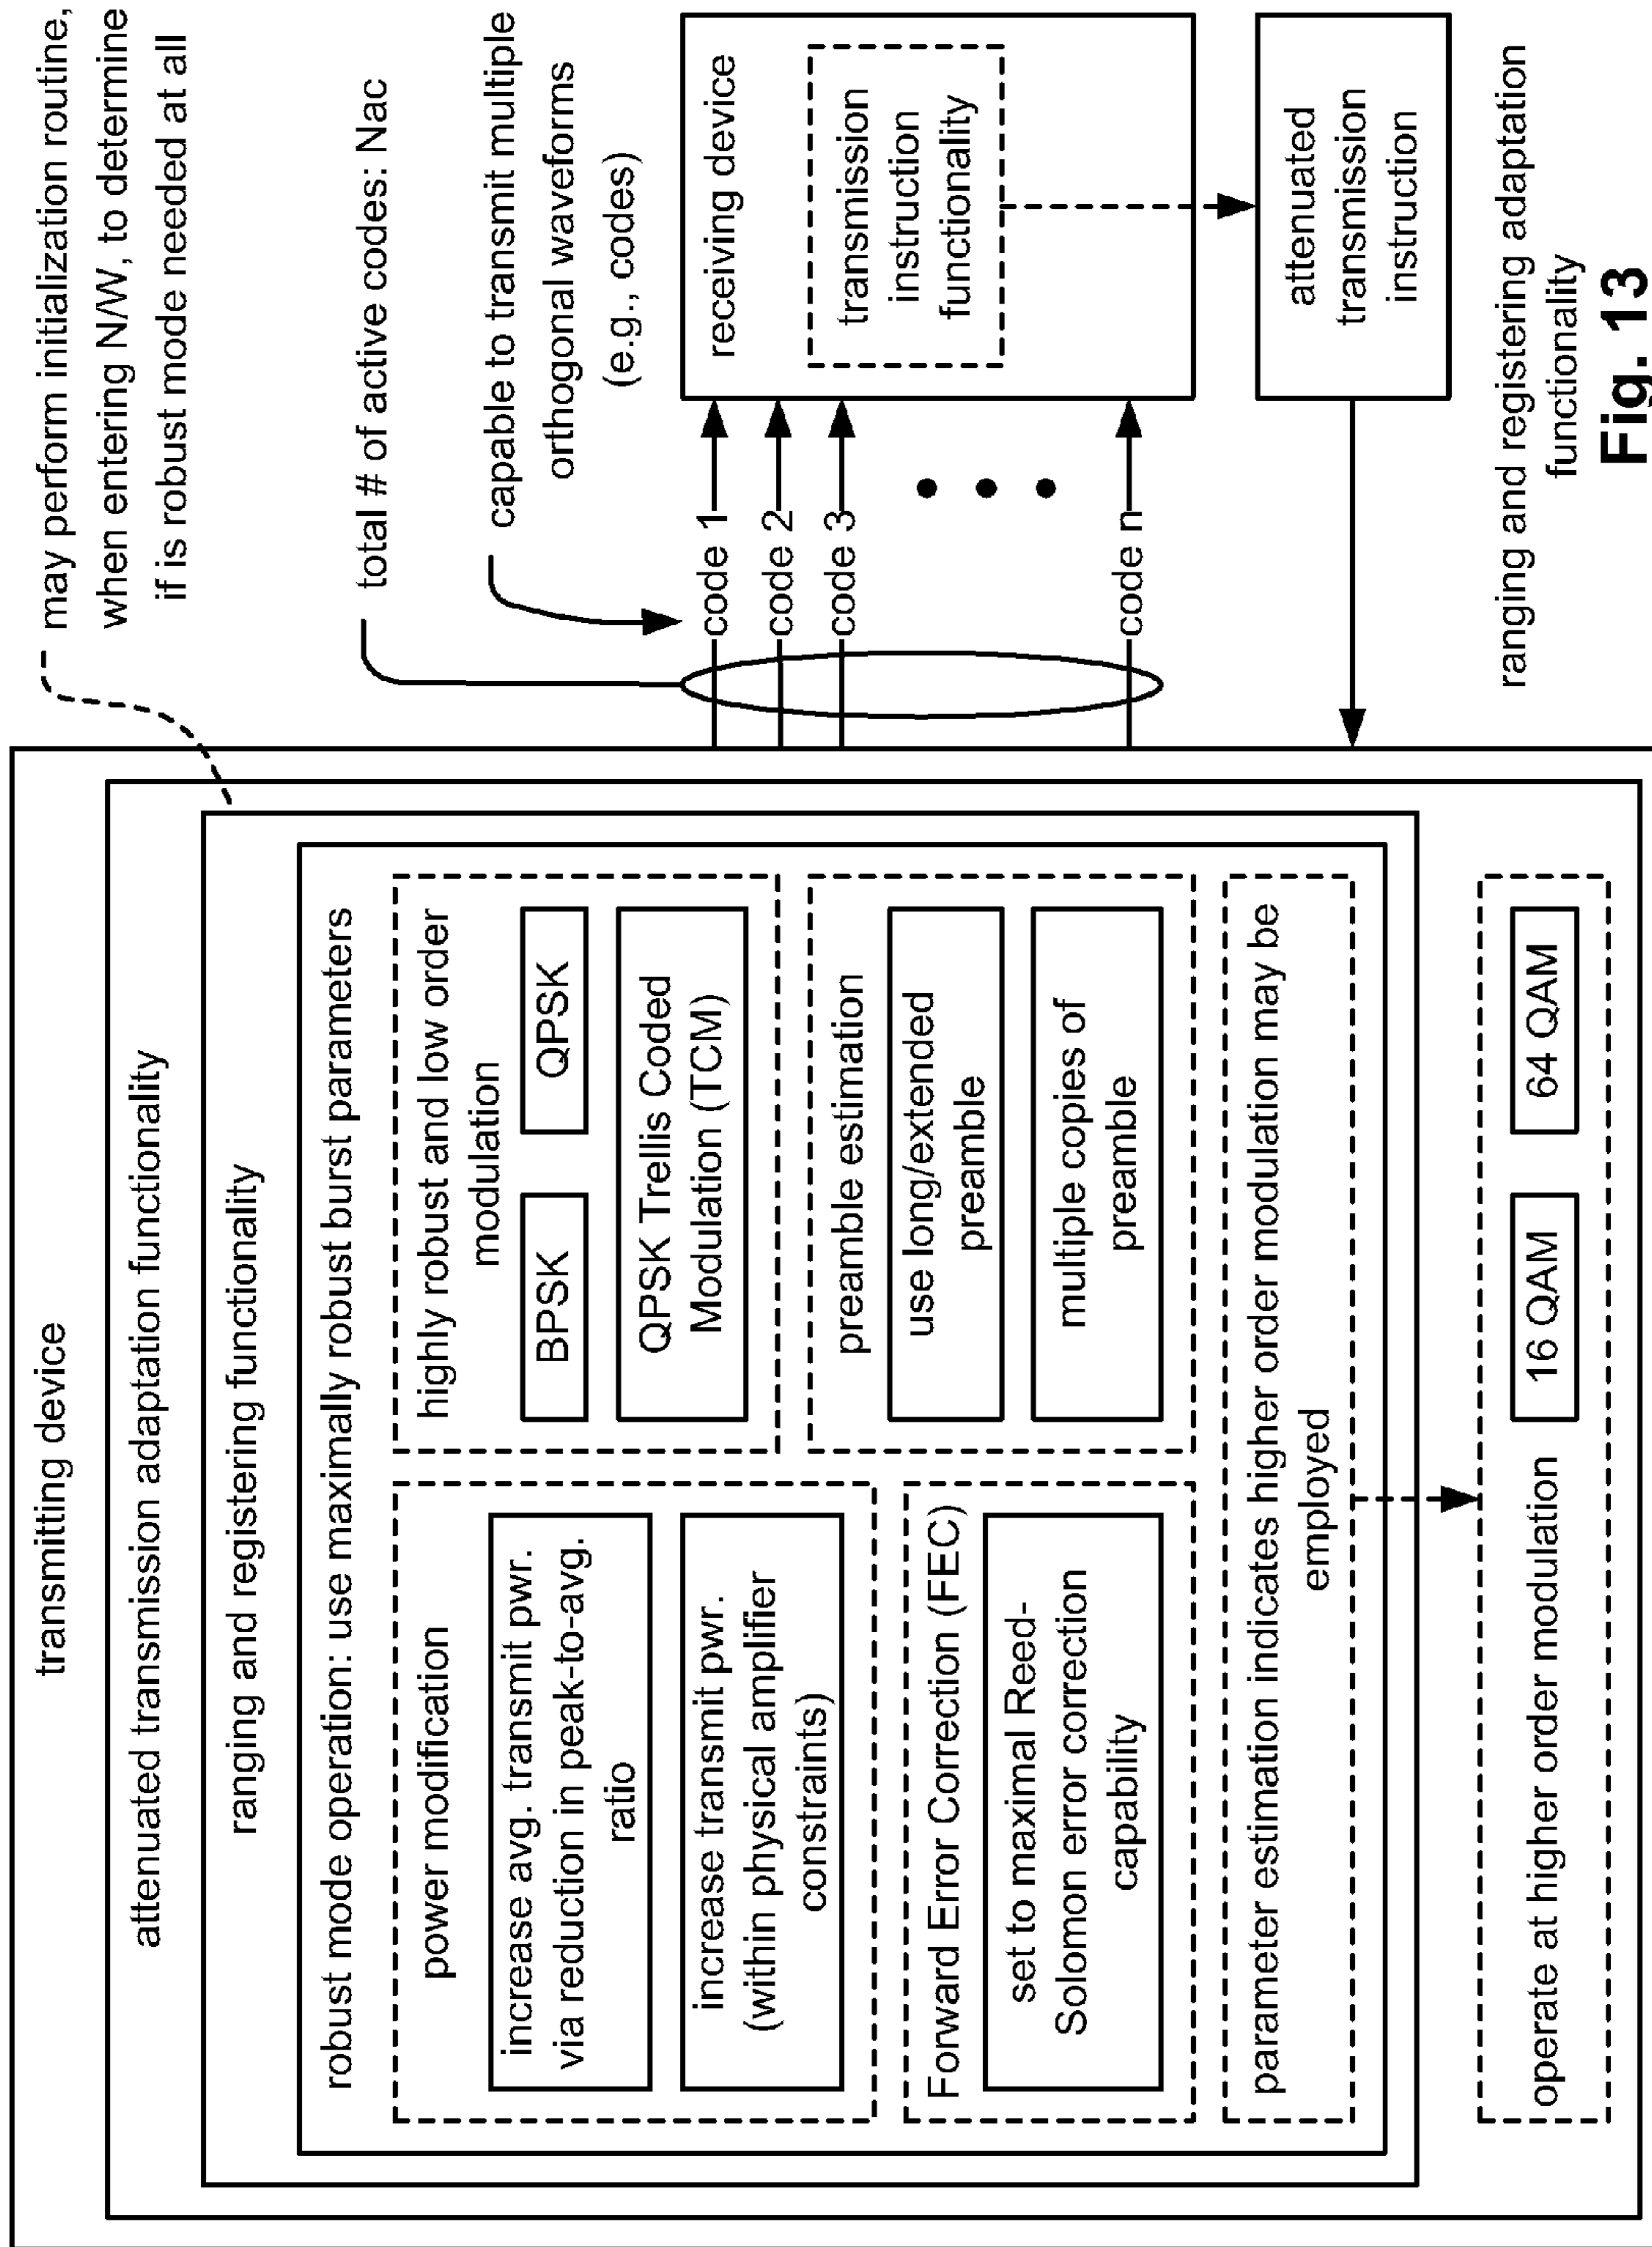 transmitting device
attenuated transmission adaptation functionality
ranging and registering functionality
robust mode operation: use maximally robust burst parameters
power modification
increase avg. transmit pwr.
via reduction in peak-to-avg.
ratio
increase transmit pwr.
(within physical amplifier
constraints)
highly robust and low order
modulation
BPSK
QPSK
QPSK Trellis Coded
Modulation (TCM)
Forward Error Correction (FEC)
set to maximal Reed-
Solomon error correction
capability
preamble estimation
use long/extended
preamble
multiple copies of
preamble
parameter estimation indicates higher order modulation may be
employed
operate at higher order modulation
16 QAM
64 QAM
may perform initialization routine,
when entering N/W, to determine
if is robust mode needed at all
total # of active codes: Nac
capable to transmit multiple
orthogonal waveforms
(e.g., codes)
code 1
code 2
code 3
code n
receiving device
transmission
instruction
functionality
attenuated
transmission
instruction
ranging and registering adaptation
functionality
Fig. 13